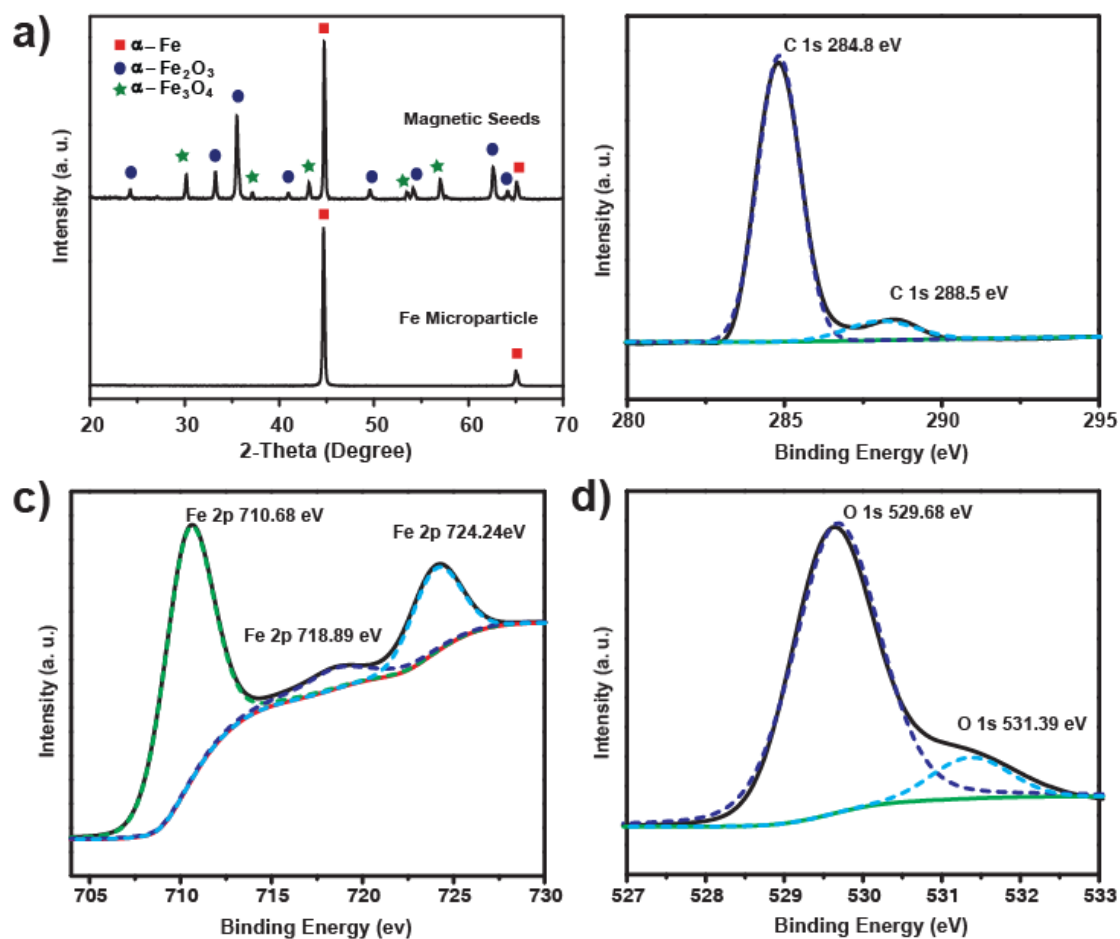 a)
α – Fe
α – Fe₂O₃
α – Fe₃O₄
Magnetic Seeds
Fe Microparticle
Intensity (a. u.)
20 30 40 50 60 70
2-Theta (Degree)
C 1s 284.8 eV
C 1s 288.5 eV
Intensity (a. u.)
280 285 290 295
Binding Energy (eV)
c)
Fe 2p 710.68 eV
Fe 2p 724.24eV
Fe 2p 718.89 eV
Intensity (a. u.)
705 710 715 720 725 730
Binding Energy (ev)
d)
O 1s 529.68 eV
O 1s 531.39 eV
Intensity (a. u.)
527 528 529 530 531 532 533
Binding Energy (eV)